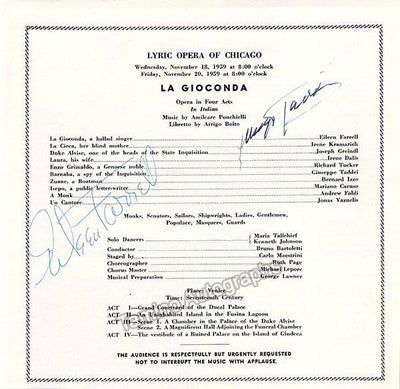 LYRIC OPERA OF CHICAGO
Wednesday, November 18, 1959 at 8:00 o'clock
Friday, November 20, 1959 at 8:00 o'clock
LA GIOCONDA
Opera in Four Acts
In Italian
Music by Amilcare Ponchielli
Libretto by Arrigo Boito
La Gioconda, a ballad singer Eileen Farrell
La Cieca, her blind mother Irene Kramarich
Duke Alvise, one of the heads of the State Inquisition Joseph Greindl
Laura, his wife Irene Dalis
Enzo Grimaldo, a Genoese noble Richard Tucker
Barnaba, a spy of the Inquisition Giuseppe Taddei
Zuane, a Boatman Bernard Izzo
Isepo, a public letter-writer Mariano Caruso
A Monk Andrew Foldi
Un Cantore Jonas Vaznelis
Monks, Senators, Sailors, Shipwrights, Ladies, Gentlemen,
Populace, Masques, Guards
Solo Dancers Maria Tallchief
Kenneth Johnson
Conductor Bruno Bartoletti
Staged by Carlo Maestrini
Choreographer Ruth Page
Chorus Master Michael Lepore
Musical Preparation George Lawner
Place: Venice
Time: Seventeenth Century
ACT I—Grand Courtyard of the Ducal Palace
ACT II—An Uninhabited Island in the Fusina Lagoon
ACT III—Scene 1. A Chamber in the Palace of the Duke Alvise
Scene 2. A Magnificent Hall Adjoining the Funeral Chamber
ACT IV—The vestibule of a Ruined Palace on the Island of Giudeca
THE AUDIENCE IS RESPECTFULLY BUT URGENTLY REQUESTED
NOT TO INTERRUPT THE MUSIC WITH APPLAUSE.
Eileen Farrell
Tamino Autographs